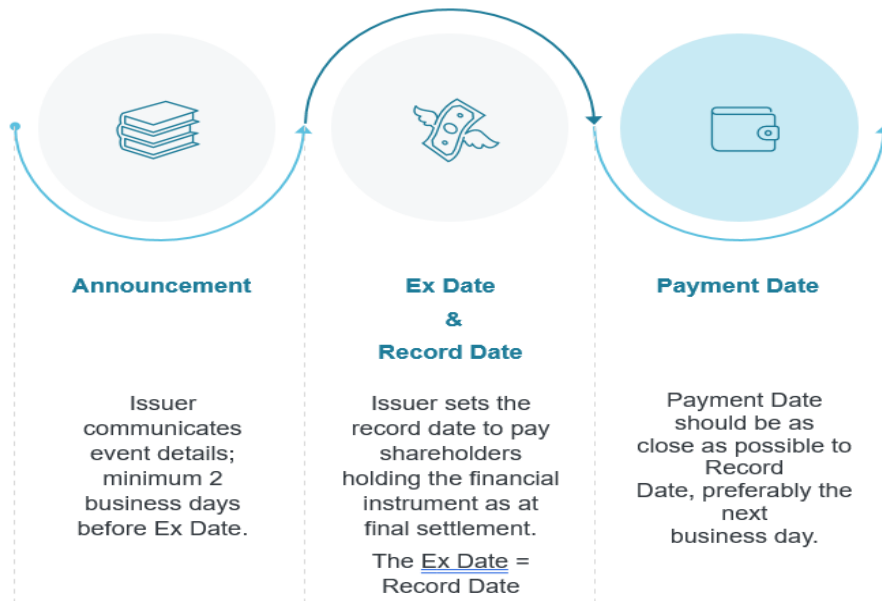 Announcement
Issuer
communicates
event details;
minimum 2
business days
before Ex Date.
Ex Date
&
Record Date
Issuer sets the
record date to pay
shareholders
holding the financial
instrument as at
final settlement.
The Ex Date =
Record Date
Payment Date
Payment Date
should be as
close as possible to
Record
Date, preferably the
next
business day.